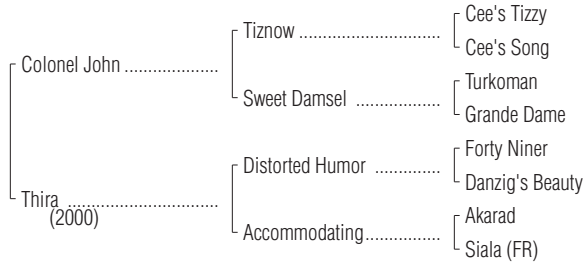 Cee's Tizzy
Tiznow
Cee's Song
Colonel John
Turkoman
Sweet Damsel
Grande Dame
Forty Niner
Distorted Humor
Danzig's Beauty
Thira
(2000)
Akarad
Accommodating
Siala (FR)